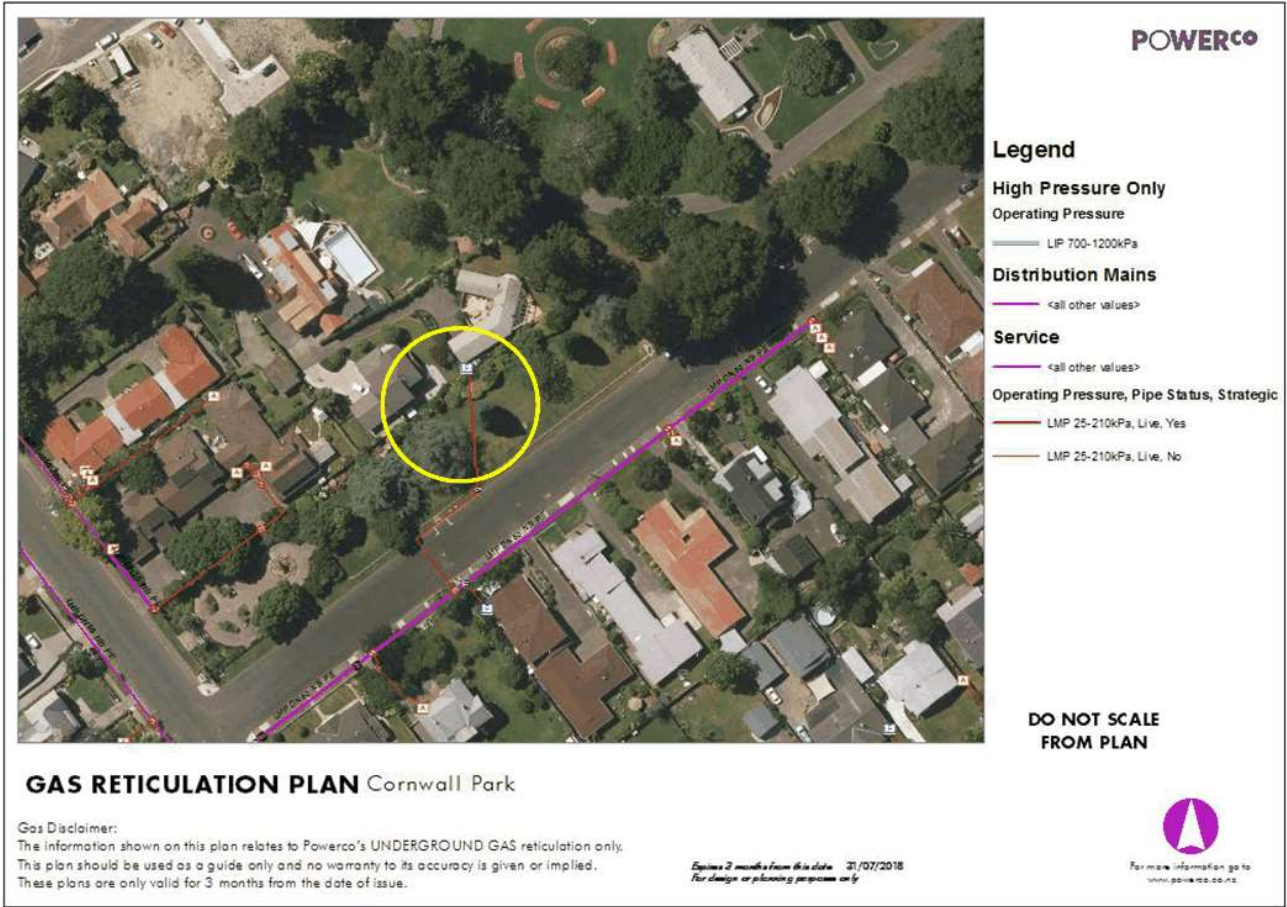 POWERCO
Legend
High Pressure Only
Operating Pressure
LIP 700-1200kPa
Distribution Mains
<all other values>
Service
<all other values>
Operating Pressure, Pipe Status, Strategic
LMP 25-210kPa, Live, Yes
LMP 25-210kPa, Live, No
DO NOT SCALE
FROM PLAN
GAS RETICULATION PLAN Cornwall Park
Gas Disclaimer:
The information shown on this plan relates to Powerco's UNDERGROUND GAS reticulation only.
This plan should be used as a guide only and no warranty to its accuracy is given or implied.
These plans are only valid for 3 months from the date of issue.
Expires 3 months from this date 31/07/2018
For design or planning purposes only
For more information go to
www.powerco.co.nz
A
A
A
A
A
A
A
A
A
A
A